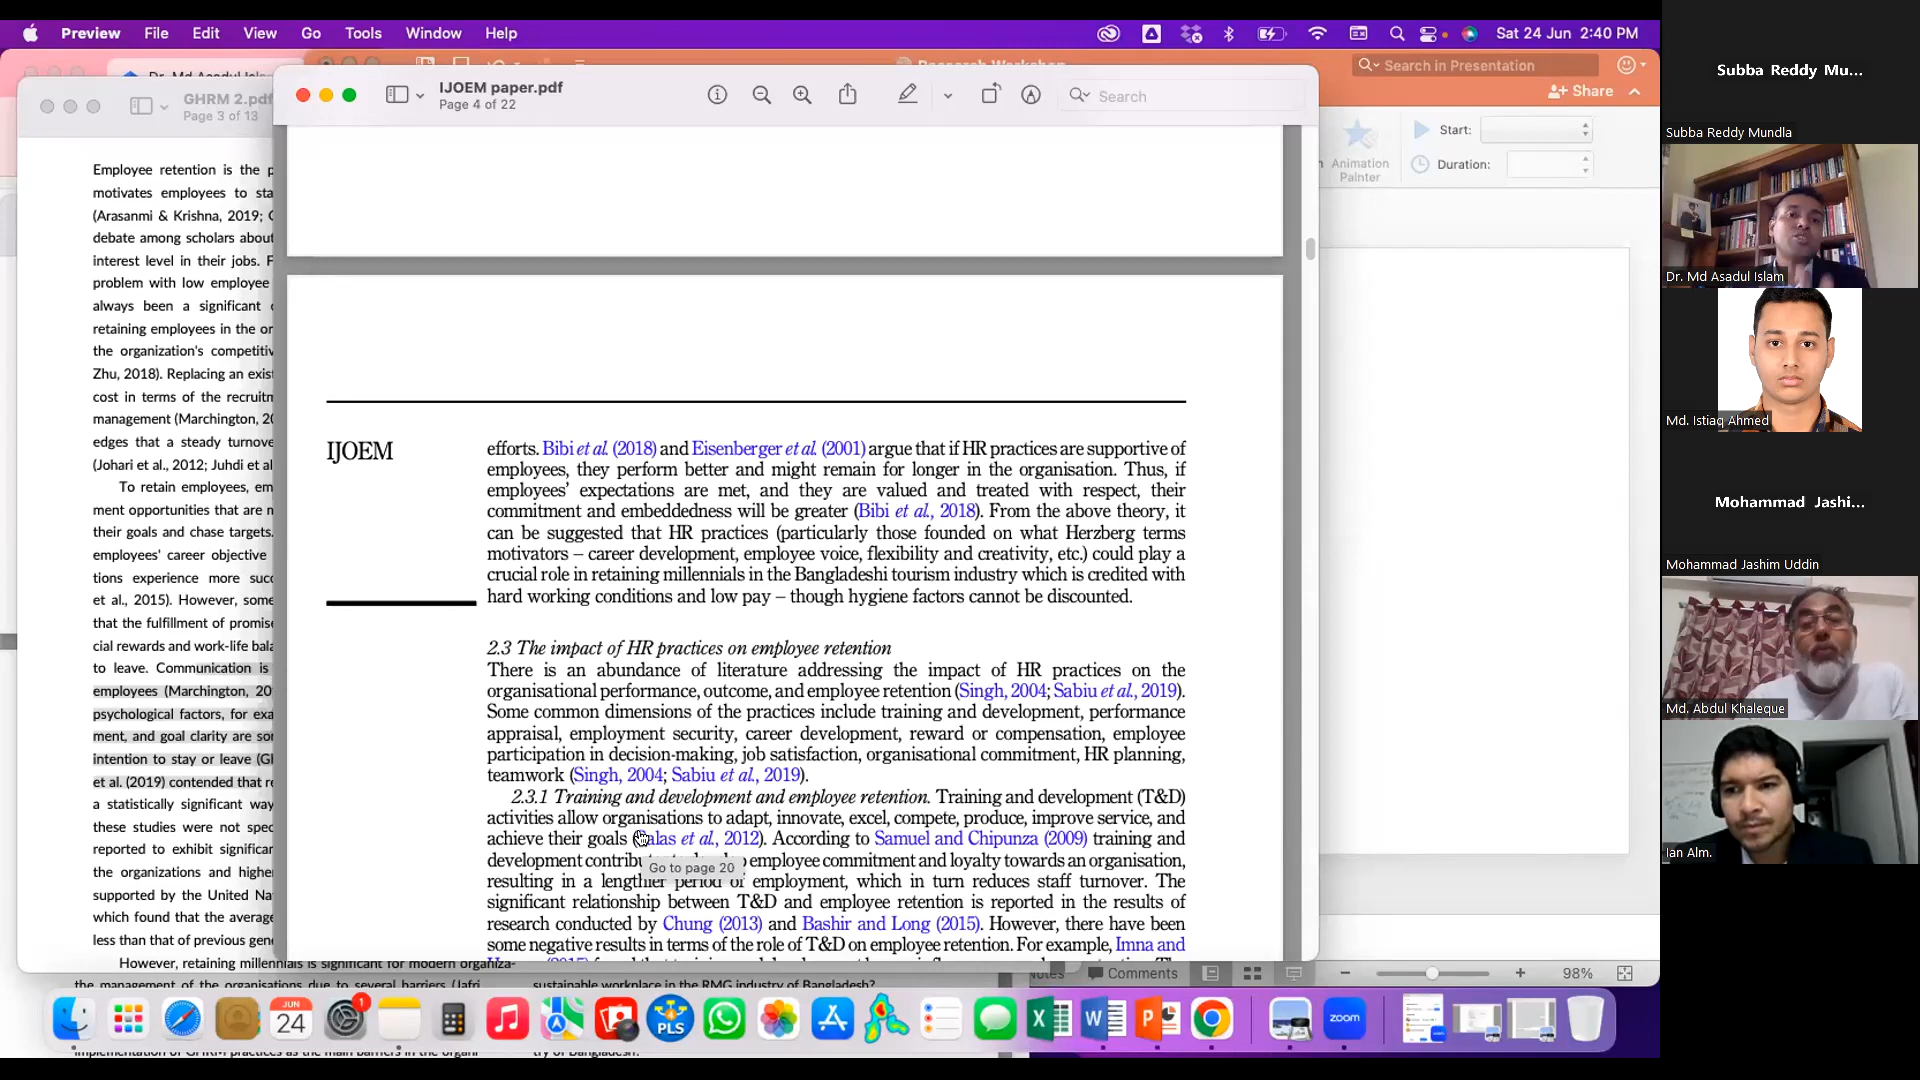 Preview File Edit View Go Tools Window Help
Sat 24 Jun 2:40 PM
Search in Presentation
Share
Start:
Duration:
Animation
Painter
GHRM 2.pdf
Page 3 of 13
IJOEM paper.pdf
Page 4 of 22
Search
Employee retention is the
motivates employees to sta
(Arasanmi & Krishna, 2019;
debate among scholars about
interest level in their jobs.
problem with low employee
always been a significant
retaining employees in the or
the organization's competitiv
Zhu, 2018). Replacing an exist
cost in terms of the recruitm
management (Marchington, 20
edges that a steady turnove
(Johari et al., 2012; Juhdi et al
To retain employees, em
ment opportunities that are n
their goals and chase targets.
employees' career objective
tions experience more succ
et al., 2015). However, some
that the fulfillment of promise
cial rewards and work-life bala
to leave. Communication is
employees (Marchington, 20
psychological factors, for exa
ment, and goal clarity are so
intention to stay or leave (Gh
et al. (2019) contended that re
a statistically significant way
these studies were not spec
reported to exhibit significan
the organizations and highe
supported by the United Na
which found that the average
less than that of previous gene
However, retaining millennials is significant for modern organiza-
IJOEM
efforts. Bibi et al. (2018) and Eisenberger et al. (2001) argue that if HR practices are supportive of
employees, they perform better and might remain for longer in the organisation. Thus, if
employees' expectations are met, and they are valued and treated with respect, their
commitment and embeddedness will be greater (Bibi et al., 2018). From the above theory, it
can be suggested that HR practices (particularly those founded on what Herzberg terms
motivators – career development, employee voice, flexibility and creativity, etc.) could play a
crucial role in retaining millennials in the Bangladeshi tourism industry which is credited with
hard working conditions and low pay – though hygiene factors cannot be discounted.
2.3 The impact of HR practices on employee retention
There is an abundance of literature addressing the impact of HR practices on the
organisational performance, outcome, and employee retention (Singh, 2004; Sabiu et al., 2019).
Some common dimensions of the practices include training and development, performance
appraisal, employment security, career development, reward or compensation, employee
participation in decision-making, job satisfaction, organisational commitment, HR planning,
teamwork (Singh, 2004; Sabiu et al., 2019).
2.3.1 Training and development and employee retention. Training and development (T&D)
activities allow organisations to adapt, innovate, excel, compete, produce, improve service, and
achieve their goals (Salas et al., 2012). According to Samuel and Chipunza (2009) training and
development employee commitment and loyalty towards an organisation,
Go to page 20
resulting in a lengthier period of employment, which in turn reduces staff turnover. The
significant relationship between T&D and employee retention is reported in the results of
research conducted by Chung (2013) and Bashir and Long (2015). However, there have been
some negative results in terms of the role of T&D on employee retention. For example, Imna and
Comments
98%
JUN
24
1
PLS
zoom
Subba Reddy Mu...
Subba Reddy Mundla
Dr. Md Asadul Islam
Md. Istiaq Ahmed
Mohammad Jashi...
Mohammad Jashim Uddin
Md. Abdul Khaleque
Ian Alm.